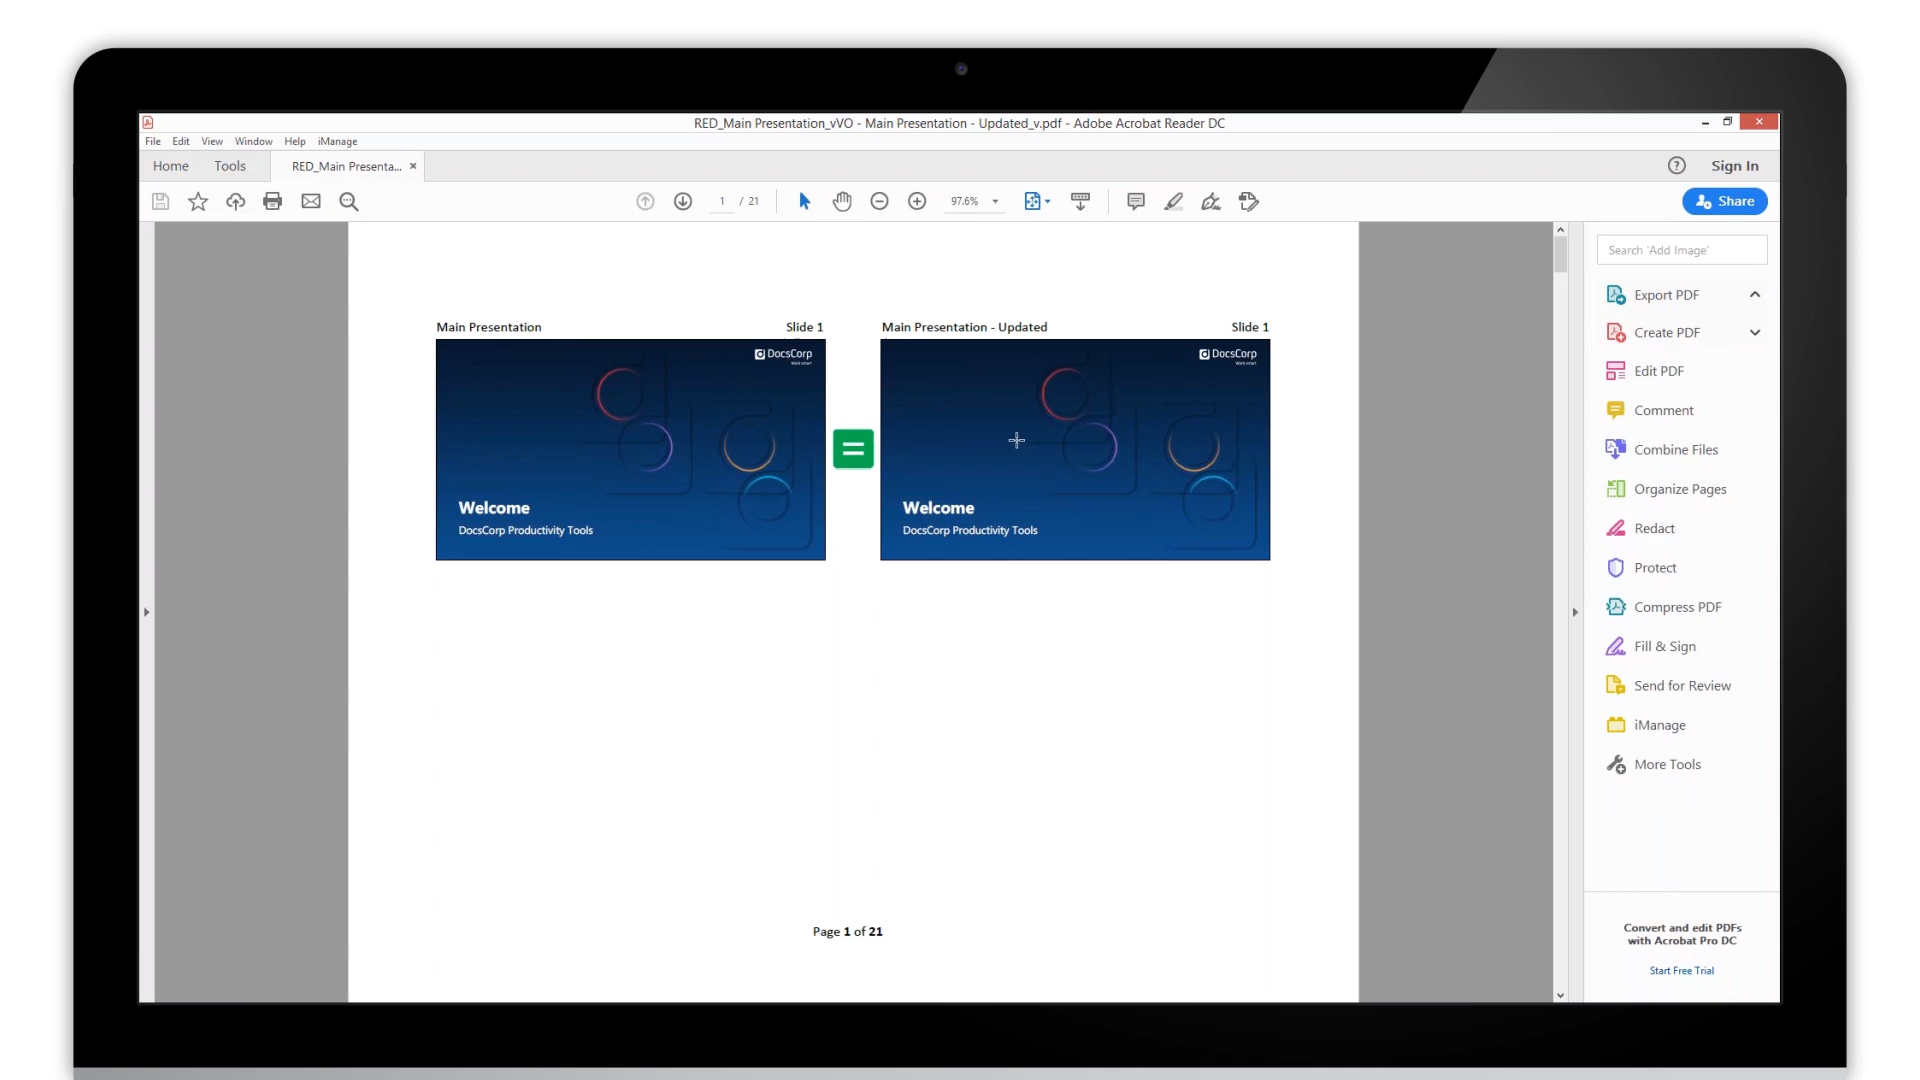 RED_Main Presentation_vVO - Main Presentation - Updated_v.pdf - Adobe Acrobat Reader DC
File Edit View Window Help iManage
Home Tools RED_Main Presenta... Sign In
1 / 21 97.6% Share
Search 'Add Image'
Export PDF
Create PDF
Edit PDF
Comment
Combine Files
Organize Pages
Redact
Protect
Compress PDF
Fill & Sign
Send for Review
iManage
More Tools
Convert and edit PDFs
with Acrobat Pro DC
Start Free Trial
Main Presentation Slide 1
DocsCorp
Welcome
DocsCorp Productivity Tools
=
Main Presentation - Updated Slide 1
DocsCorp
Welcome
DocsCorp Productivity Tools
Page 1 of 21